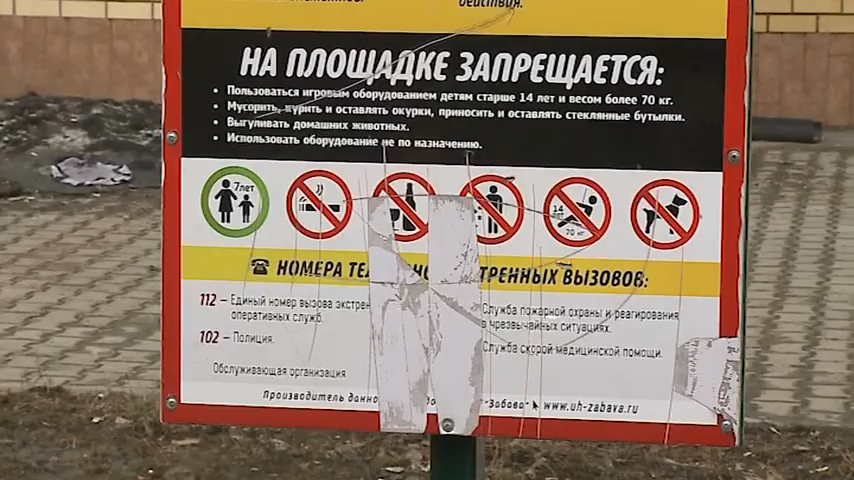 действия.
НА ПЛОЩАДКЕ ЗАПРЕЩАЕТСЯ:
• Пользоваться игровым оборудованием детям старше 14 лет и весом более 70 кг.
• Мусорить, курить и оставлять окурки, приносить и оставлять стеклянные бутылки.
• Выгуливать домашних животных.
• Использовать оборудование не по назначению.
7лет
14 лет
70 кг
НОМЕРА ТЕ ТРЕННЫХ ВЫЗОВОВ:
112 – Единый номер вызова экстрен
оперативных служб.
Служба пожарной охраны и реагирования
в чрезвычайных ситуациях.
102 – Полиция.
Служба скорой медицинской помощи.
Обслуживающая организация
Производитель данно "Забава" www.uh-zabava.ru